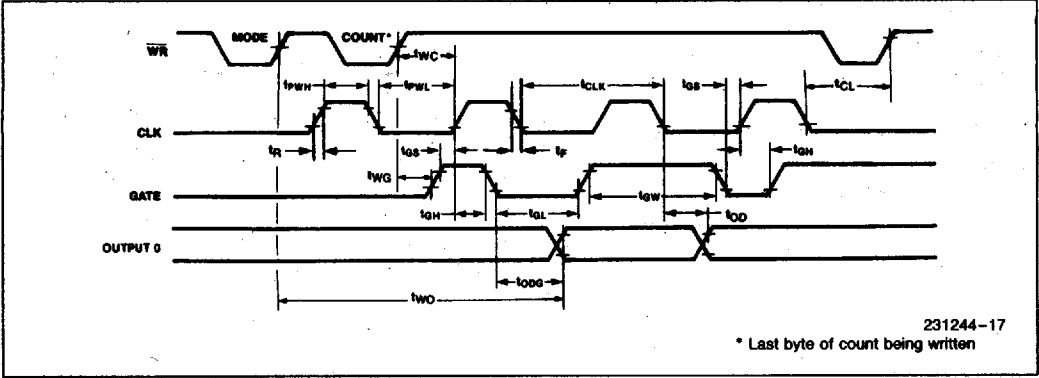 MODE COUNT*
WR tWC
tPWH tPWL tCLK tGS tCL
CLK
tR tGS tF tGH
tWG
GATE
tGH tGL tGW tOD
OUTPUT 0
tODG
tWO
231244–17
* Last byte of count being written